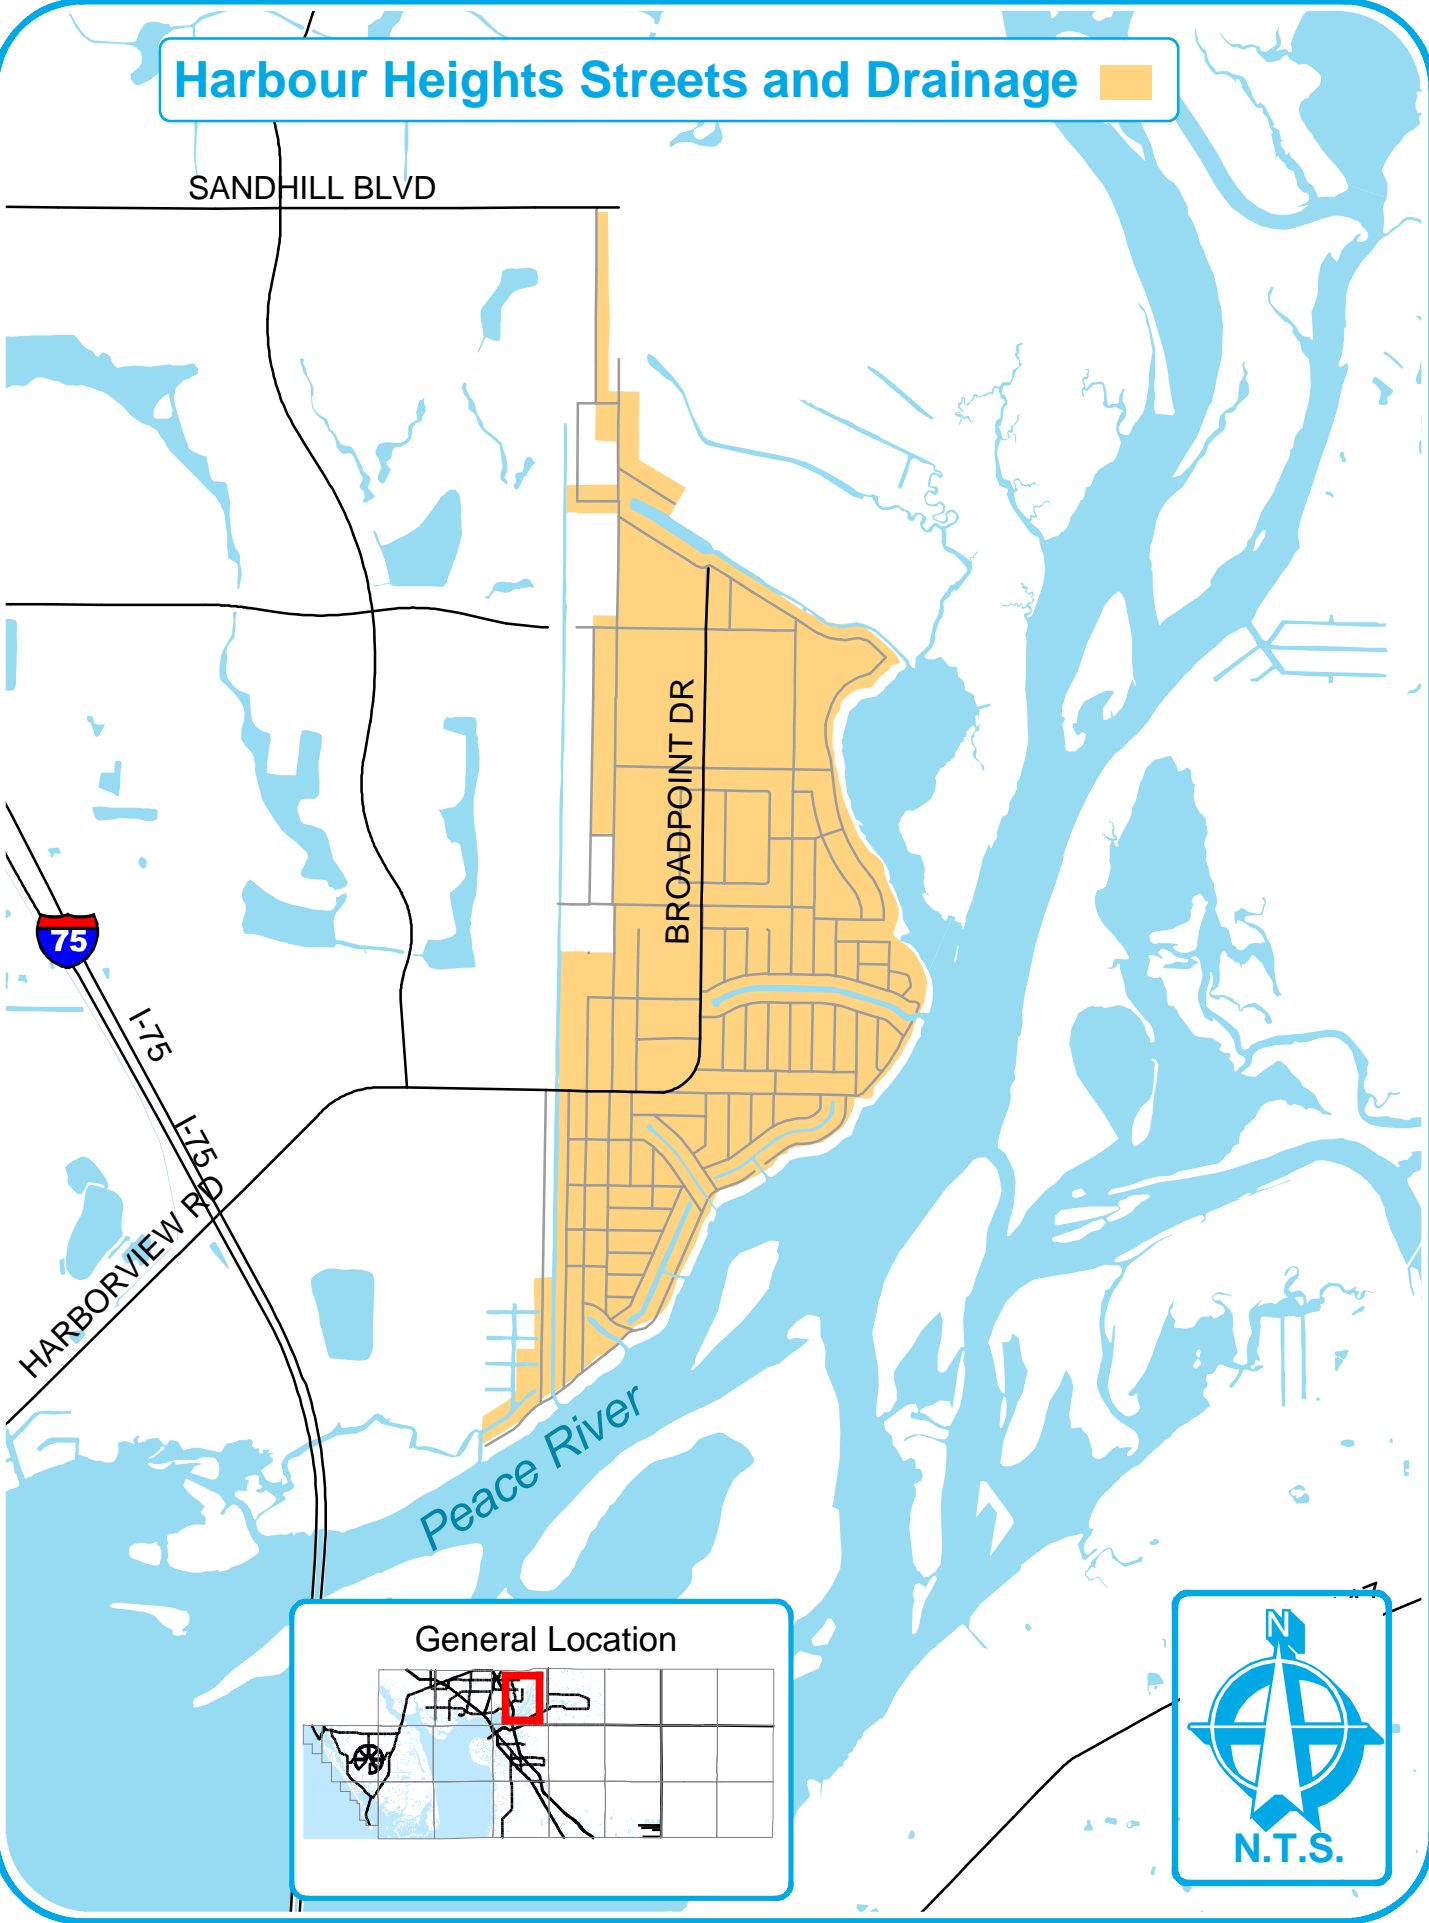 Harbour Heights Streets and Drainage
SANDHILL BLVD
BROADPOINT DR
75
I-75
I-75
HARBORVIEW RD
Peace River
General Location
N
N.T.S.